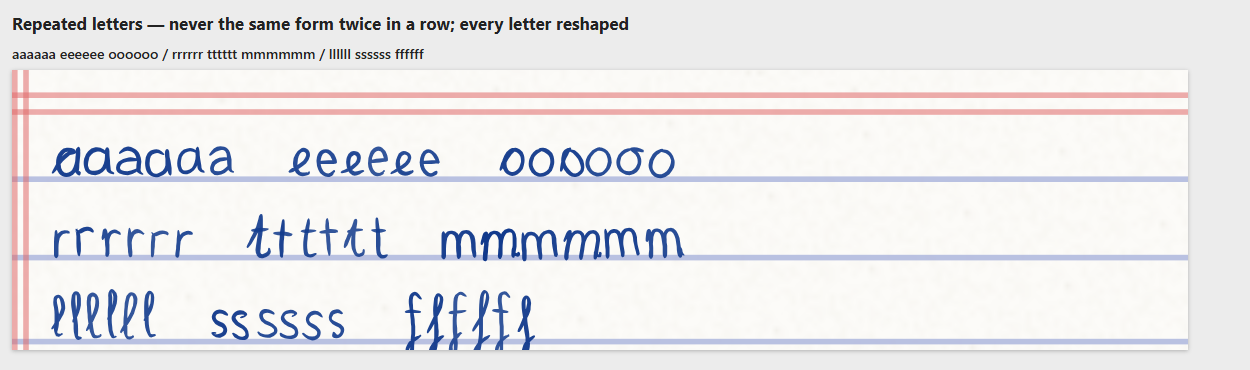 Repeated letters — never the same form twice in a row; every letter reshaped
aaaaaa eeeeee oooooo / rrrrrr tttttt mmmmmm / llllll ssssss ffffff
aaaaaa eeeeee oooooo
rrrrrr tttttt mmmmmm
llllll ssssss ffffff